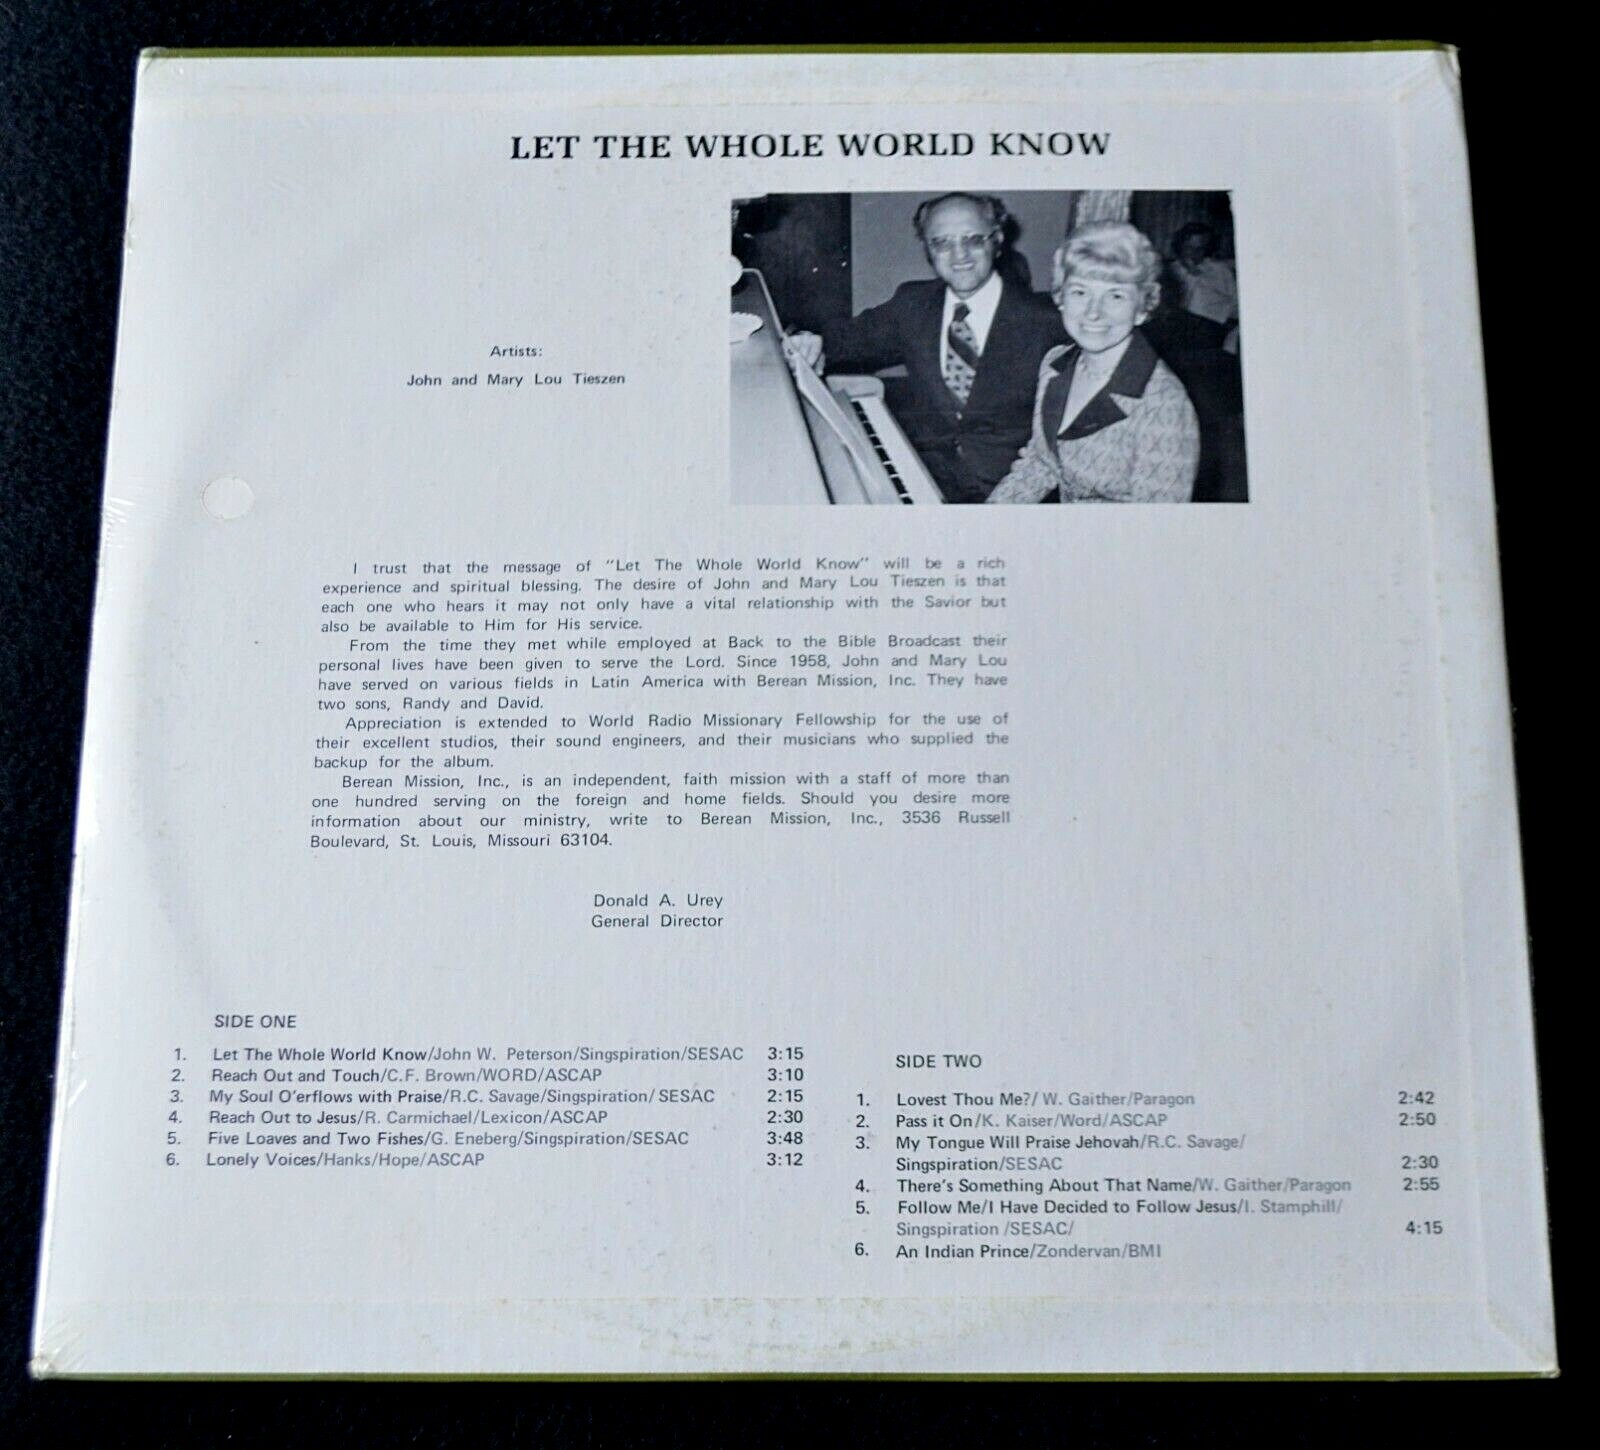 LET THE WHOLE WORLD KNOW
Artists:
John and Mary Lou Tieszen
I trust that the message of "Let The Whole World Know" will be a rich
experience and spiritual blessing. The desire of John and Mary Lou Tieszen is that
each one who hears it may not only have a vital relationship with the Savior but
also be available to Him for His service.
From the time they met while employed at Back to the Bible Broadcast their
personal lives have been given to serve the Lord. Since 1958, John and Mary Lou
have served on various fields in Latin America with Berean Mission, Inc. They have
two sons, Randy and David.
Appreciation is extended to World Radio Missionary Fellowship for the use of
their excellent studios, their sound engineers, and their musicians who supplied the
backup for the album.
Berean Mission, Inc., is an independent, faith mission with a staff of more than
one hundred serving on the foreign and home fields. Should you desire more
information about our ministry, write to Berean Mission, Inc., 3536 Russell
Boulevard, St. Louis, Missouri 63104.
Donald A. Urey
General Director
SIDE ONE
1. Let The Whole World Know/John W. Peterson/Singspiration/SESAC 3:15
2. Reach Out and Touch/C.F. Brown/WORD/ASCAP 3:10
3. My Soul O'erflows with Praise/R.C. Savage/Singspiration/ SESAC 2:15
4. Reach Out to Jesus/R. Carmichael/Lexicon/ASCAP 2:30
5. Five Loaves and Two Fishes/G. Eneberg/Singspiration/SESAC 3:48
6. Lonely Voices/Hanks/Hope/ASCAP 3:12
SIDE TWO
1. Lovest Thou Me?/ W. Gaither/Paragon 2:42
2. Pass it On/K. Kaiser/Word/ASCAP 2:50
3. My Tongue Will Praise Jehovah/R.C. Savage/
Singspiration/SESAC 2:30
4. There's Something About That Name/W. Gaither/Paragon 2:55
5. Follow Me/I Have Decided to Follow Jesus/I. Stamphill/
Singspiration /SESAC/ 4:15
6. An Indian Prince/Zondervan/BMI